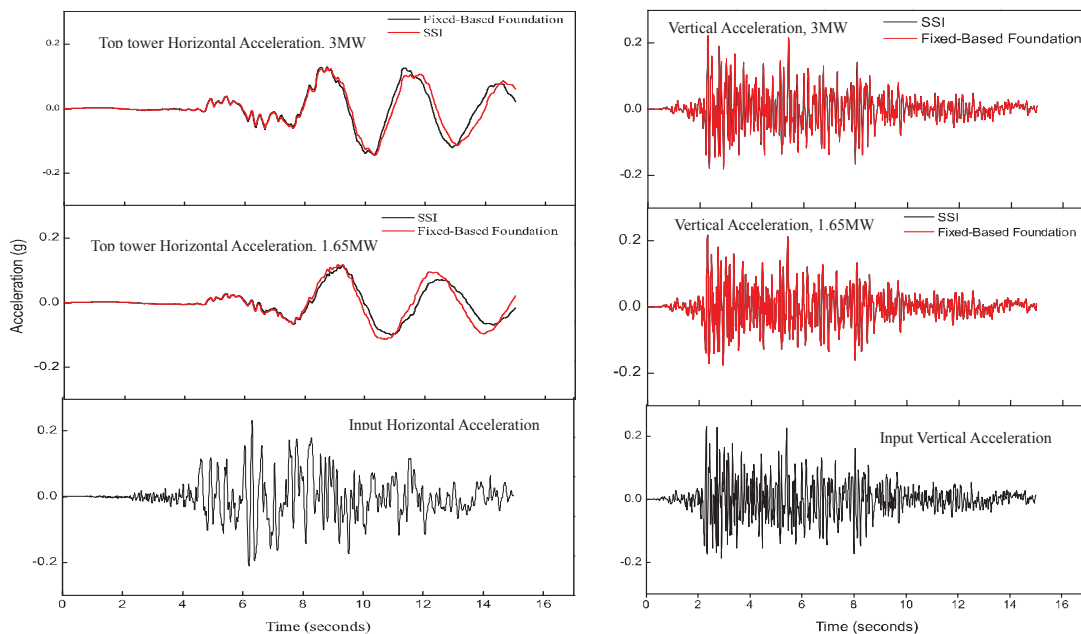 Fixed-Based Foundation
SSI
Top tower Horizontal Acceleration. 3MW
0.2
0.0
-0.2
SSI
Fixed-Based Foundation
Top tower Horizontal Acceleration. 1.65MW
0.2
0.0
-0.2
Acceleration (g)
Input Horizontal Acceleration
0.2
0.0
-0.2
0 2 4 6 8 10 12 14 16
Time (seconds)
Vertical Acceleration, 3MW
SSI
Fixed-Based Foundation
0.2
0.0
-0.2
Vertical Acceleration, 1.65MW
SSI
Fixed-Based Foundation
0.2
0.0
-0.2
Input Vertical Acceleration
0.2
0.0
-0.2
0 2 4 6 8 10 12 14 16
Time (seconds)